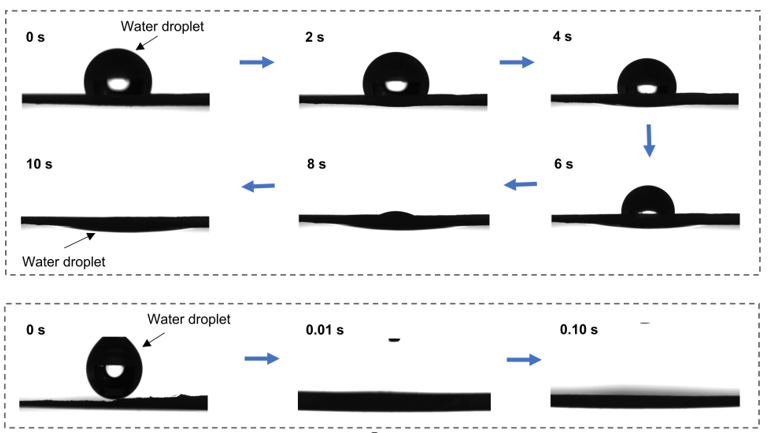 Water droplet
0 s
2 s
4 s
10 s
8 s
6 s
Water droplet
0 s
Water droplet
0.01 s
0.10 s